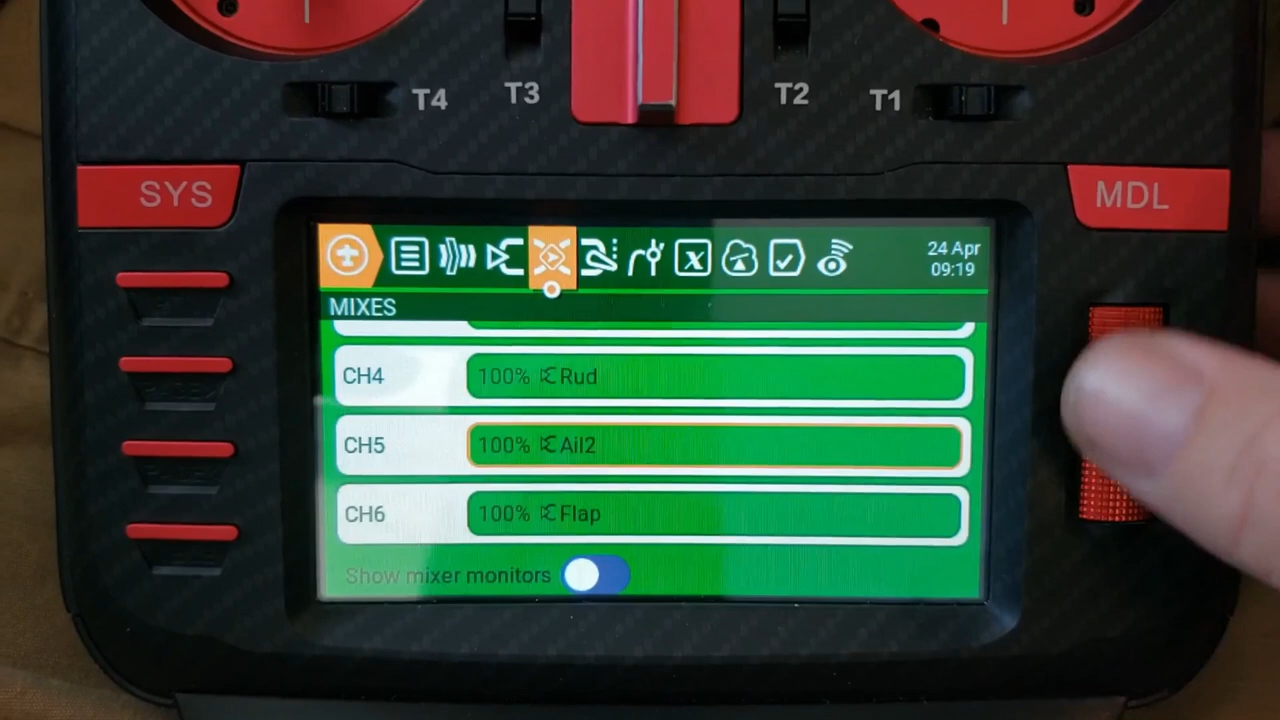 T4 T3 T2 T1
SYS MDL
24 Apr
09:19
MIXES
CH4 100% Rud
CH5 100% Ail2
CH6 100% Flap
Show mixer monitors